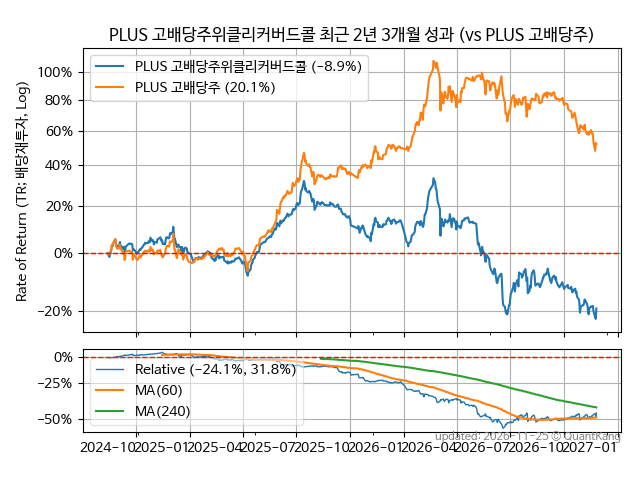 PLUS 고배당주위클리커버드콜 최근 2년 3개월 성과 (vs PLUS 고배당주)
Rate of Return (TR: 배당재투자, Log)
100%
80%
60%
40%
20%
0%
−20%
PLUS 고배당주위클리커버드콜 (−8.9%)
PLUS 고배당주 (20.1%)
0%
−25%
−50%
Relative (−24.1%, 31.8%)
MA(60)
MA(240)
updated: 2026-11-25 © QuantKang
2024-10 2025-01 2025-04 2025-07 2025-10 2026-01 2026-04 2026-07 2026-10 2027-01